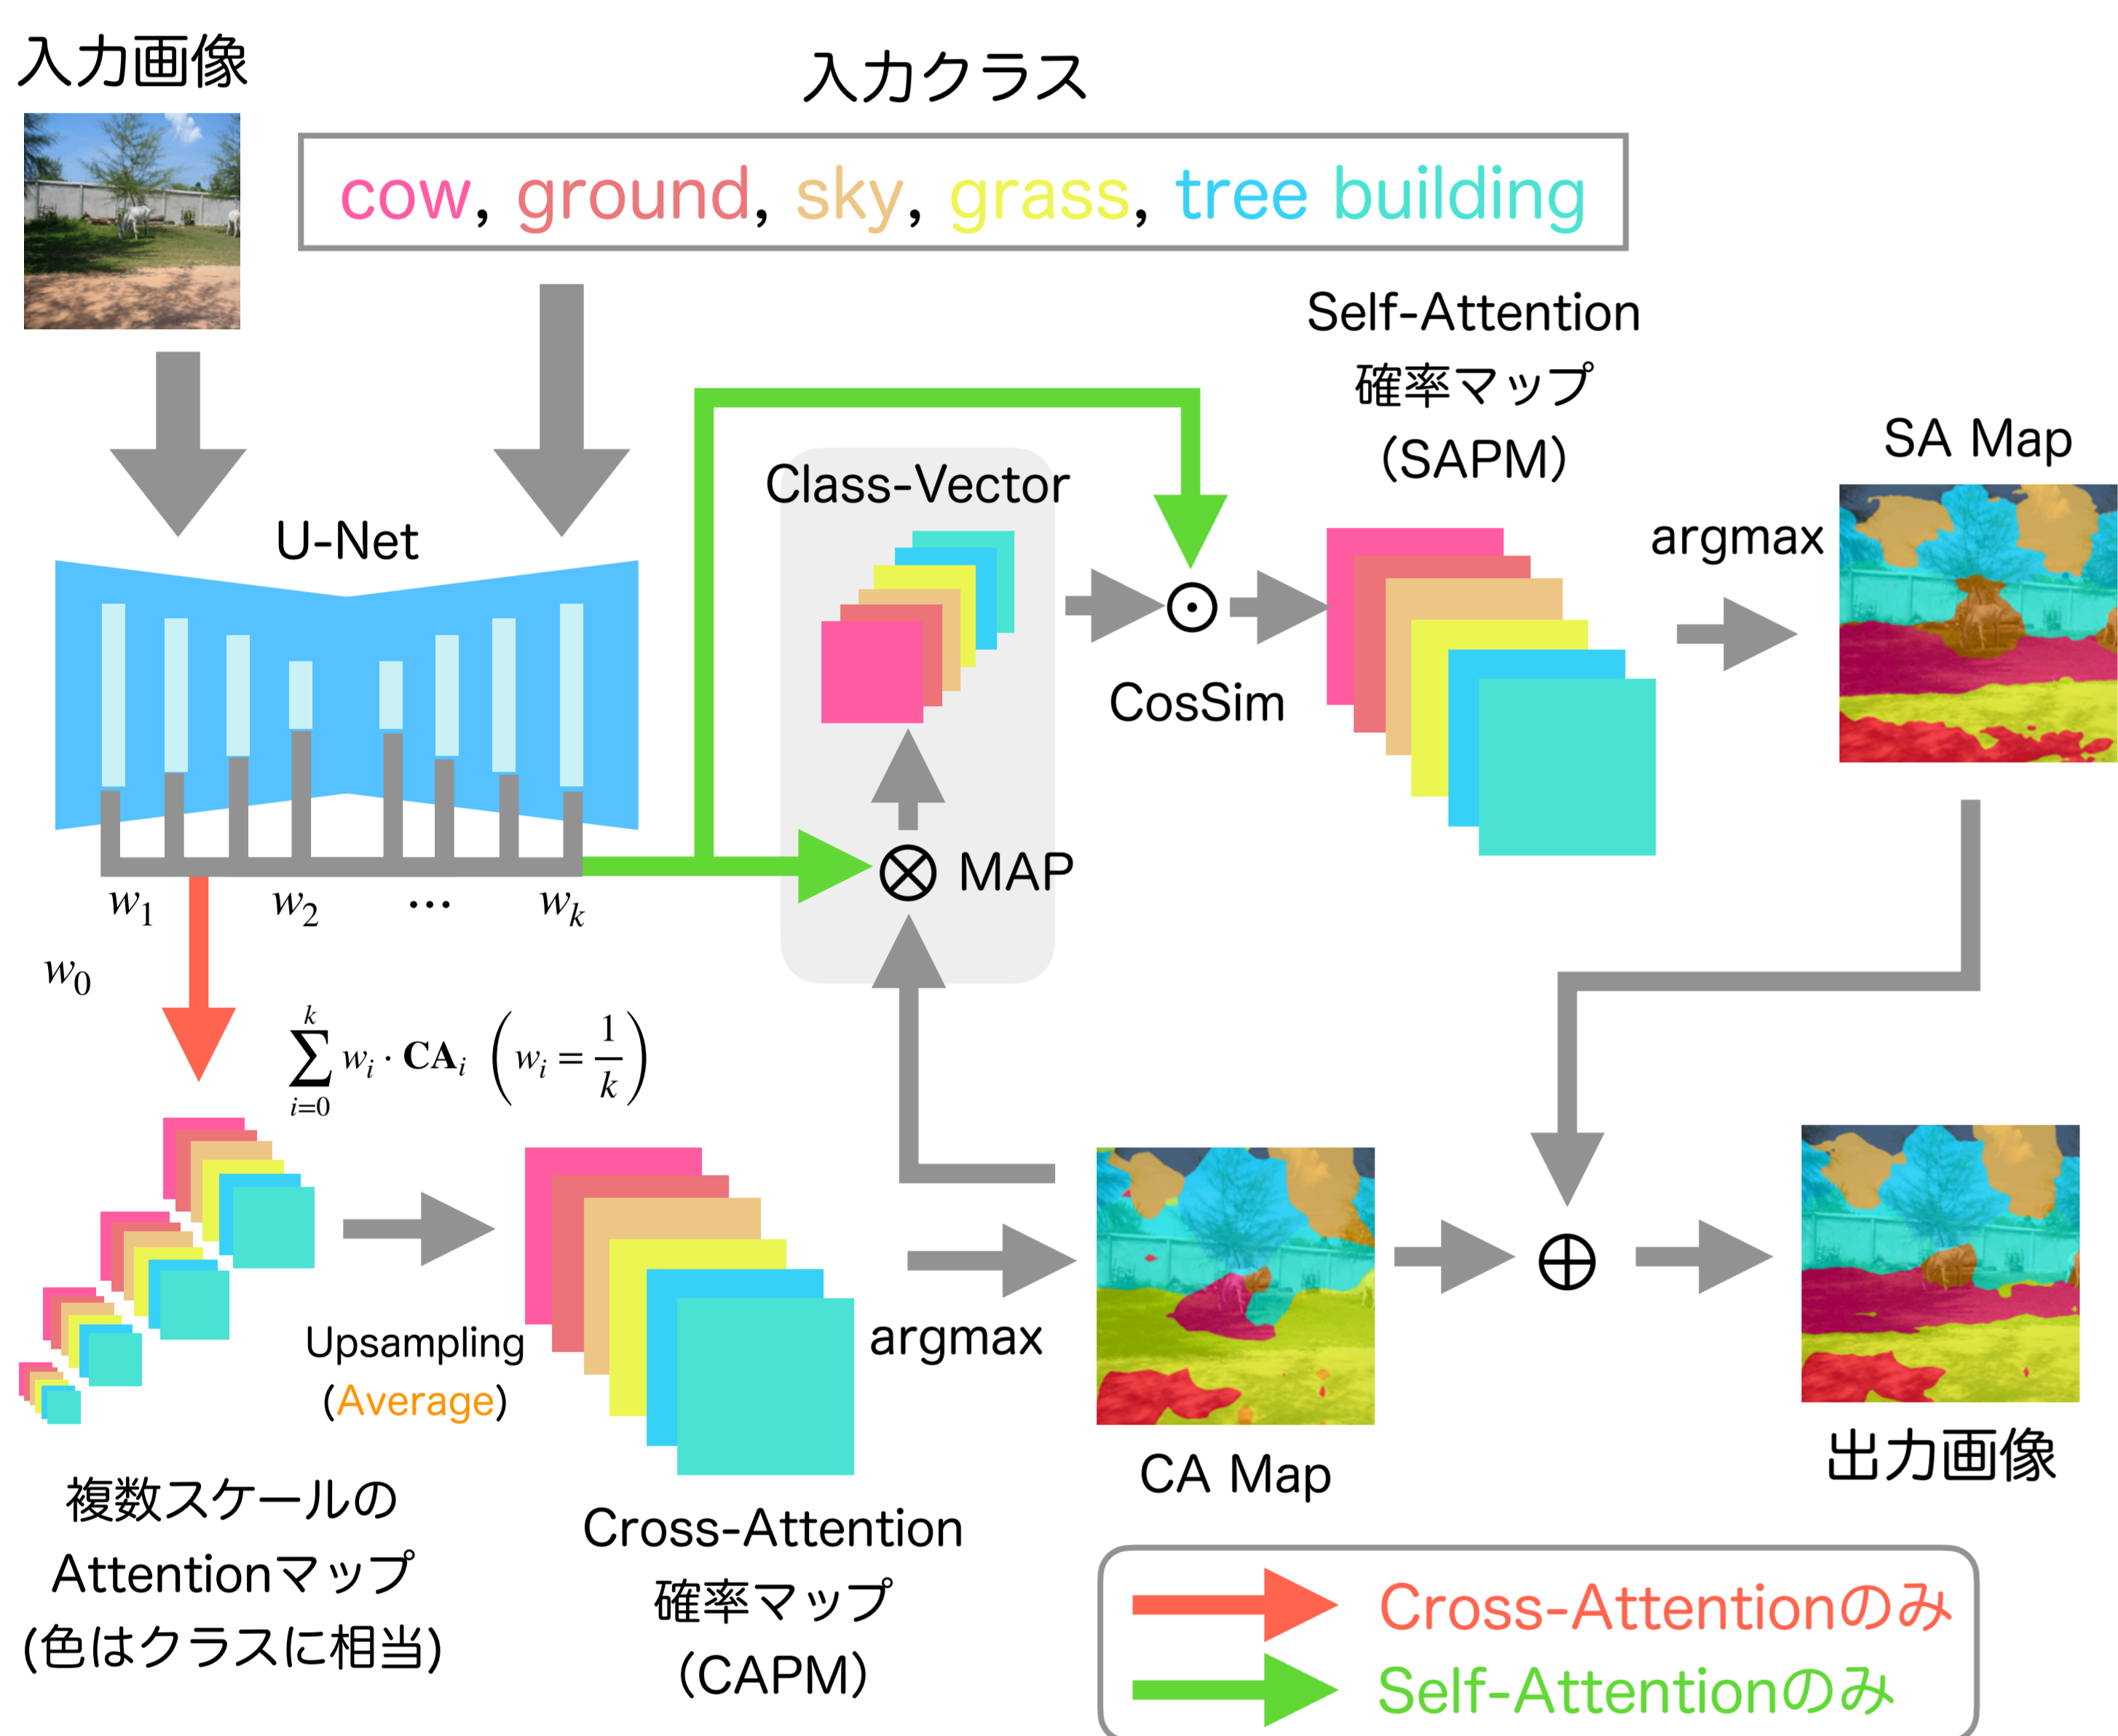 入力画像
入力クラス
cow, ground, sky, grass, tree building
Self-Attention
確率マップ
(SAPM)
SA Map
Class-Vector
argmax
U-Net
CosSim
MAP
w₁ w₂ ⋯ wₖ
w₀
∑ᵢ₌₀ᵏ wᵢ · CAᵢ (wᵢ = 1/k)
Upsampling
(Average)
argmax
CA Map
出力画像
複数スケールの
Attentionマップ
(色はクラスに相当)
Cross-Attention
確率マップ
(CAPM)
Cross-Attentionのみ
Self-Attentionのみ